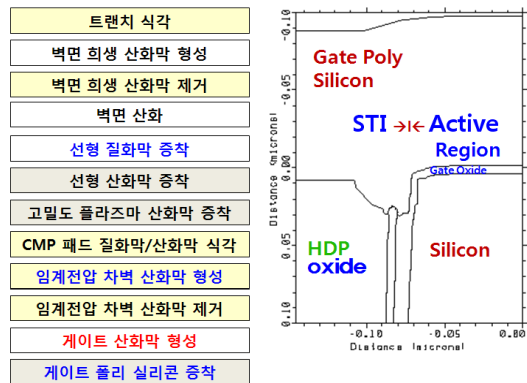 트랜치 식각
벽면 희생 산화막 형성
벽면 희생 산화막 제거
벽면 산화
선형 질화막 증착
선형 산화막 증착
고밀도 플라즈마 산화막 증착
CMP 패드 질화막/산화막 식각
임계전압 차벽 산화막 형성
임계전압 차벽 산화막 제거
게이트 산화막 형성
게이트 폴리 실리콘 증착
-0.10
-0.05
0.00
0.05
0.10
Distance (microns)
Gate Poly
Silicon
STI →I← Active
Region
Gate Oxide
HDP
oxide
Silicon
-0.10
-0.05
0.00
Distance (microns)